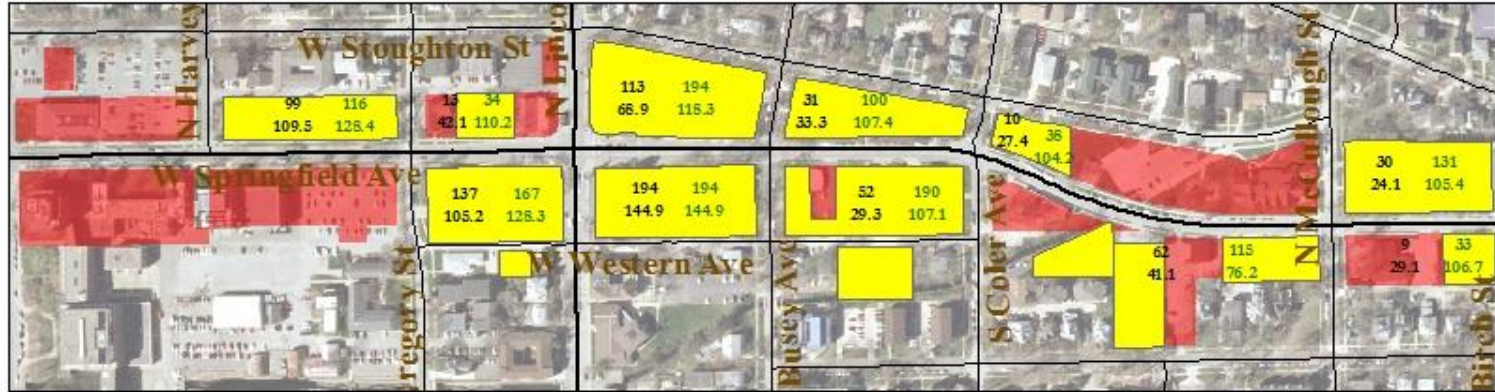 N Harvey
W Stoughton St
N Linco
N McCullough St
99 116
109.5 128.4
13 34
42.1 110.2
113 194
68.9 118.3
31 100
33.3 107.4
10
27.4 38
104.2
30 131
24.1 105.4
W Springfield Ave
137 167
105.2 128.3
194 194
144.9 144.9
52 190
29.3 107.1
S Coler Ave
62 115
41.1 76.2
9 33
29.1 106.7
regory St
W Western Ave
Busey Ave
Birch St